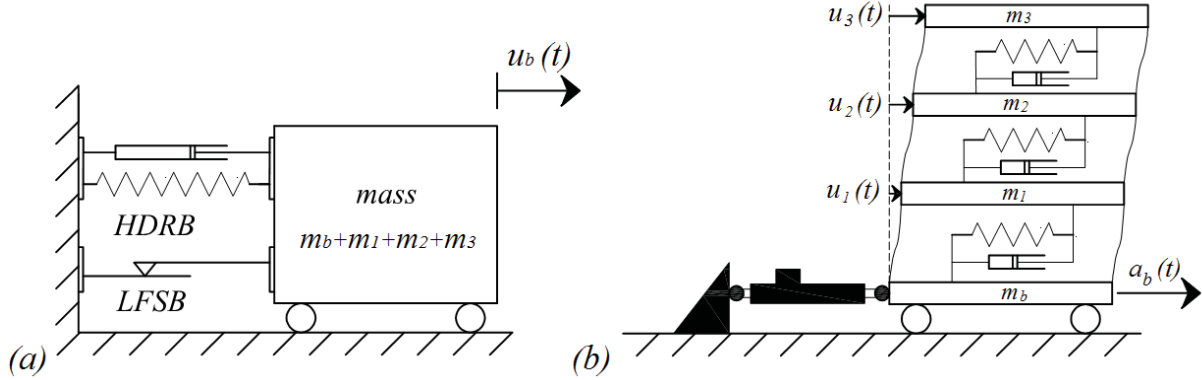 u_b(t)
mass
m_b+m_1+m_2+m_3
HDRB
LFSB
(a)
u_3(t)
m_3
u_2(t)
m_2
u_1(t)
m_1
a_b(t)
m_b
(b)